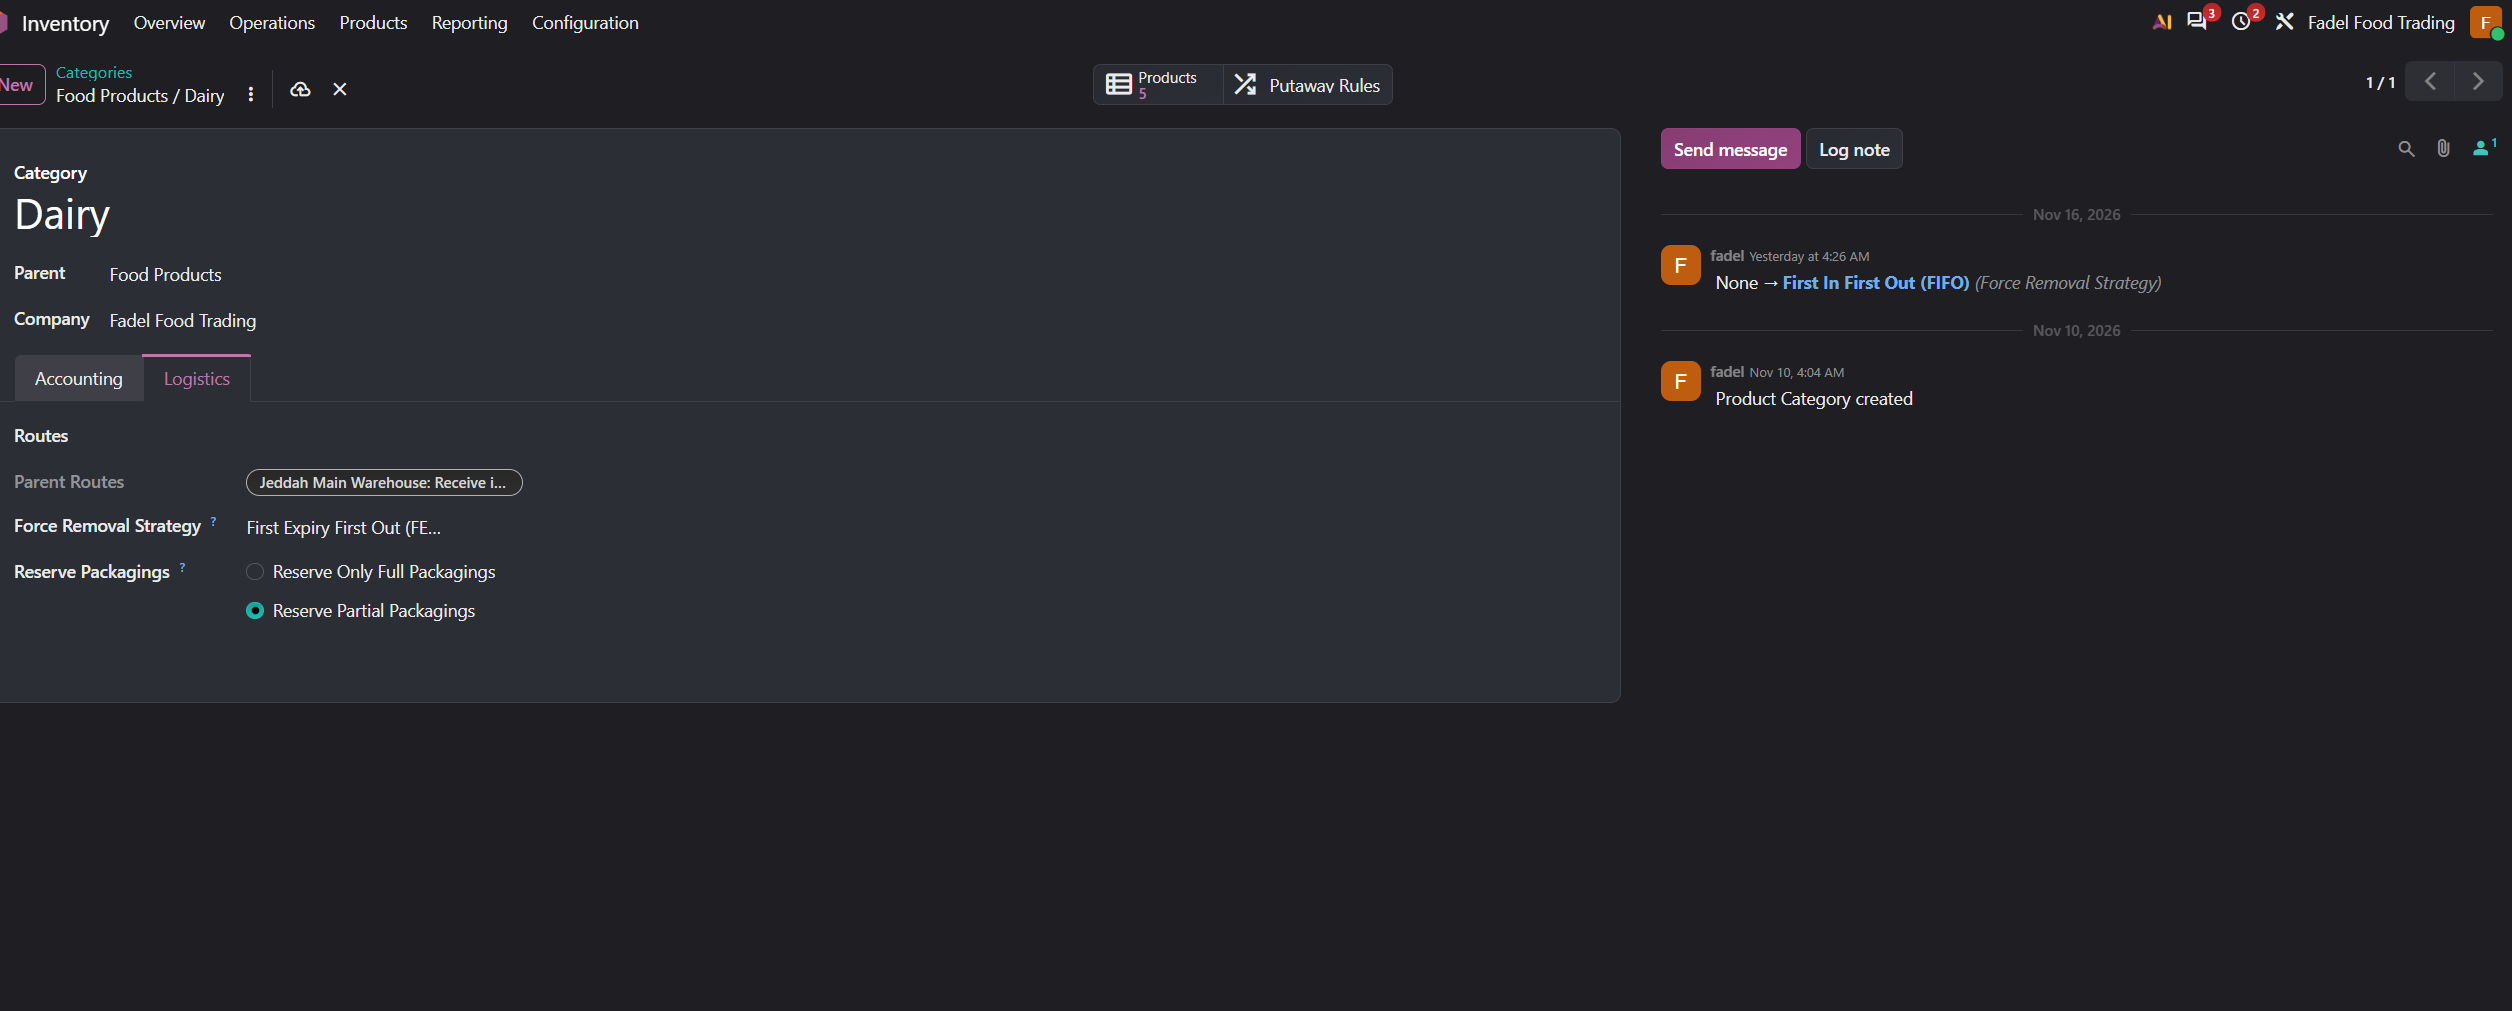 Inventory Overview Operations Products Reporting Configuration
AI 3 2 Fadel Food Trading F
New Categories
Food Products / Dairy
Products
5
Putaway Rules
1 / 1
Category
Dairy
Parent Food Products
Company Fadel Food Trading
Accounting Logistics
Routes
Parent Routes Jeddah Main Warehouse: Receive i...
Force Removal Strategy ? First Expiry First Out (FE...
Reserve Packagings ? Reserve Only Full Packagings
Reserve Partial Packagings
Send message Log note 1
Nov 16, 2026
F fadel Yesterday at 4:26 AM
None → First In First Out (FIFO) (Force Removal Strategy)
Nov 10, 2026
F fadel Nov 10, 4:04 AM
Product Category created